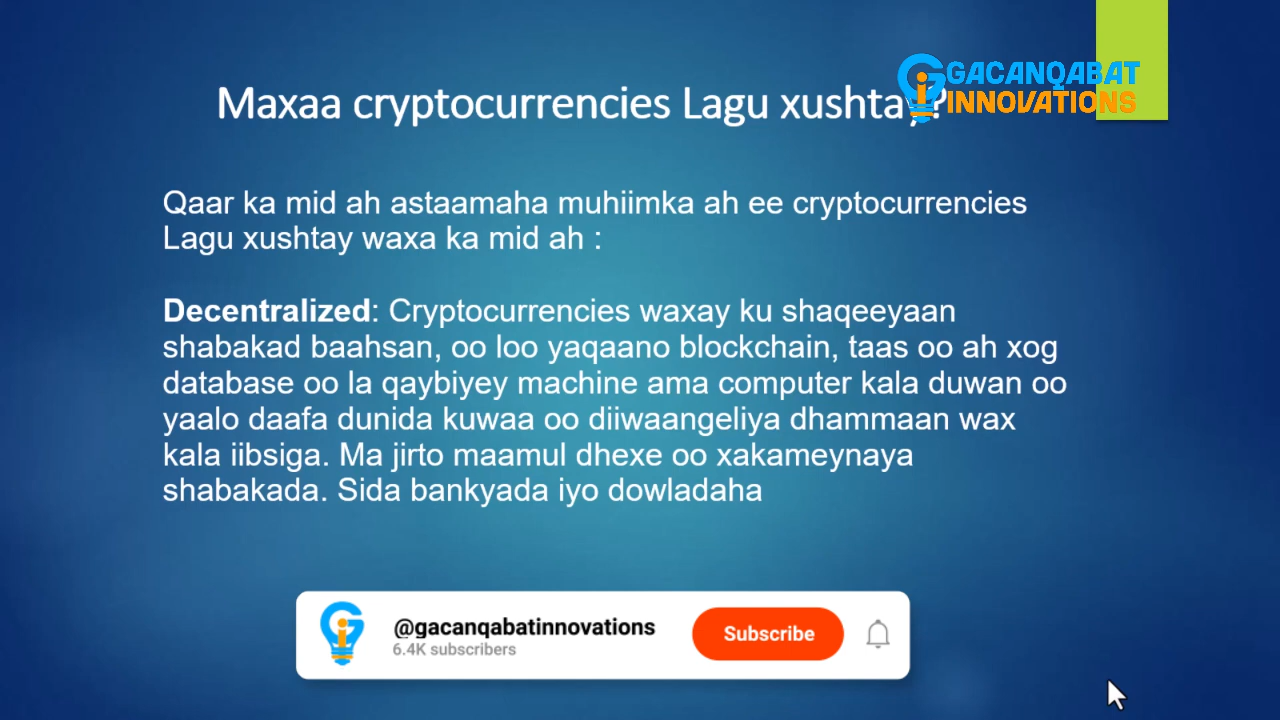 Maxaa cryptocurrencies Lagu xushtay?
GACANQABAT
INNOVATIONS
Qaar ka mid ah astaamaha muhiimka ah ee cryptocurrencies
Lagu xushtay waxa ka mid ah :
Decentralized: Cryptocurrencies waxay ku shaqeeyaan
shabakad baahsan, oo loo yaqaano blockchain, taas oo ah xog
database oo la qaybiyey machine ama computer kala duwan oo
yaalo daafa dunida kuwaa oo diiwaangeliya dhammaan wax
kala iibsiga. Ma jirto maamul dhexe oo xakameynaya
shabakada. Sida bankyada iyo dowladaha
@gacanqabatinnovations
6.4K subscribers
Subscribe